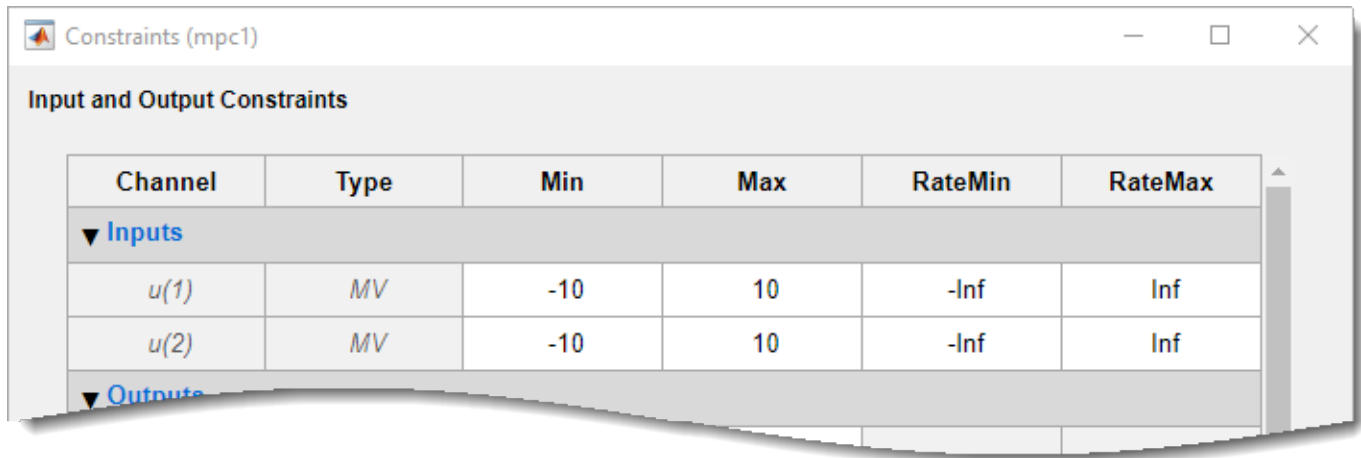 Constraints (mpc1)
Input and Output Constraints
Channel Type Min Max RateMin RateMax
Inputs
u(1) MV -10 10 -Inf Inf
u(2) MV -10 10 -Inf Inf
Outputs